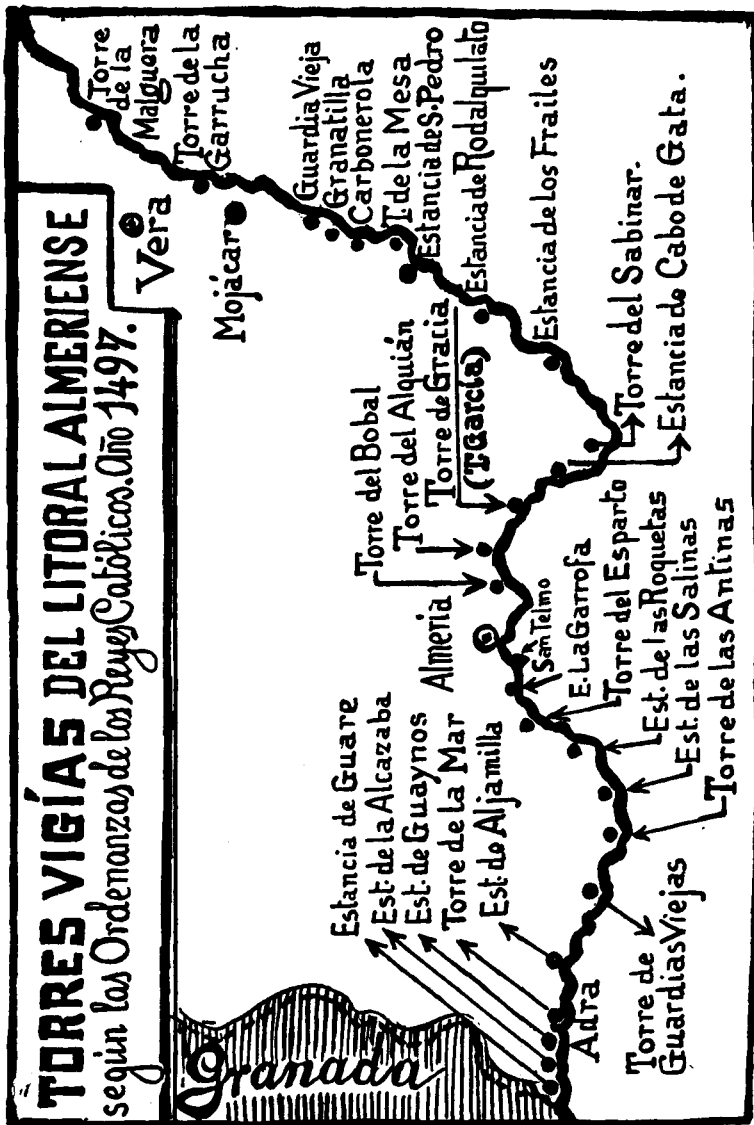 TORRES VIGÍAS DEL LITORAL ALMERIENSE
según las Ordenanzas de los Reyes Católicos. Año 1497.
Granada
Estancia de Guare
Est. de la Alcazaba
Est. de Guaynos
Torre de la Mar
Est. de Aljamilla
Adra
Torre de
Guardias Viejas
Almería
San Telmo
E. La Garrofa
Torre del Esparto
Est. de las Roquetas
Est. de las Salinas
Torre de las Antinas
Torre del Bobal
Torre del Alquián
Torre de Gracia
(T. García)
Torre del Sabinar.
Estancia de Cabo de Gata.
Estancia de Los Frailes
Estancia de Rodalquilato
Estancia de S. Pedro
T. de la Mesa
Carbonerola
Granatilla
Guardia Vieja
Mojácar
Vera
Torre de la
Garrucha
Torre
de la
Malguera